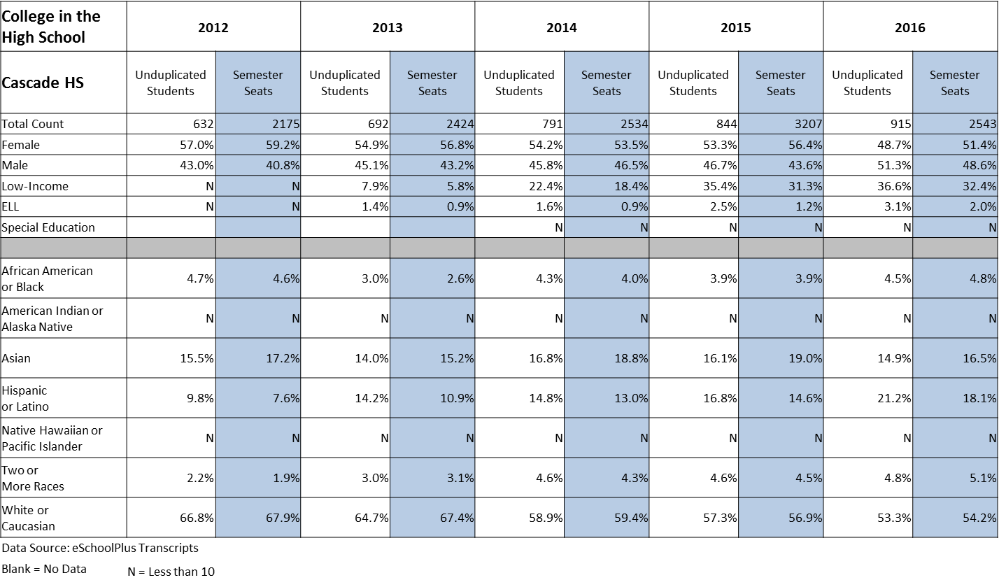 College in the High School 2012 2013 2014 2015 2016
Cascade HS Unduplicated Students Semester Seats Unduplicated Students Semester Seats Unduplicated Students Semester Seats Unduplicated Students Semester Seats Unduplicated Students Semester Seats
Total Count 632 2175 692 2424 791 2534 844 3207 915 2543
Female 57.0% 59.2% 54.9% 56.8% 54.2% 53.5% 53.3% 56.4% 48.7% 51.4%
Male 43.0% 40.8% 45.1% 43.2% 45.8% 46.5% 46.7% 43.6% 51.3% 48.6%
Low-Income N N 7.9% 5.8% 22.4% 18.4% 35.4% 31.3% 36.6% 32.4%
ELL N N 1.4% 0.9% 1.6% 0.9% 2.5% 1.2% 3.1% 2.0%
Special Education N N N N N N
African American or Black 4.7% 4.6% 3.0% 2.6% 4.3% 4.0% 3.9% 3.9% 4.5% 4.8%
American Indian or Alaska Native N N N N N N N N N N
Asian 15.5% 17.2% 14.0% 15.2% 16.8% 18.8% 16.1% 19.0% 14.9% 16.5%
Hispanic or Latino 9.8% 7.6% 14.2% 10.9% 14.8% 13.0% 16.8% 14.6% 21.2% 18.1%
Native Hawaiian or Pacific Islander N N N N N N N N N N
Two or More Races 2.2% 1.9% 3.0% 3.1% 4.6% 4.3% 4.6% 4.5% 4.8% 5.1%
White or Caucasian 66.8% 67.9% 64.7% 67.4% 58.9% 59.4% 57.3% 56.9% 53.3% 54.2%
Data Source: eSchoolPlus Transcripts
Blank = No Data N = Less than 10